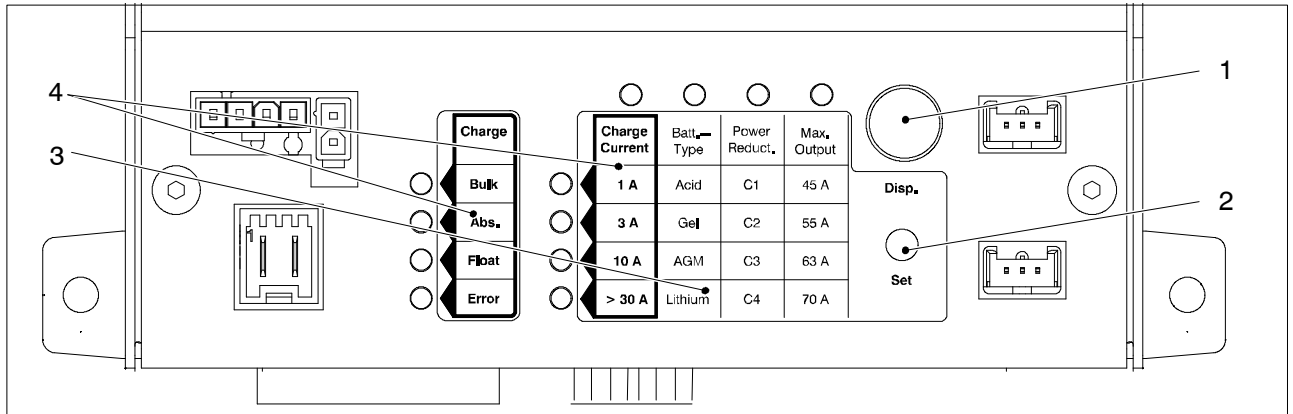 1
4
Charge
Charge Current
Batt.— Type
Power Reduct.
Max. Output
3
Bulk
1 A
Acid
C1
45 A
Disp.
Abs.
3 A
Gel
C2
55 A
2
Float
10 A
AGM
C3
63 A
Set
Error
> 30 A
Lithium
C4
70 A
1